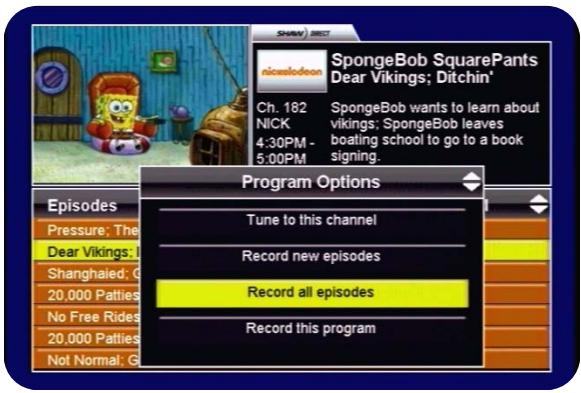 SHAW) DIRECT
nickelodeon
SpongeBob SquarePants
Dear Vikings; Ditchin'
Ch. 182
NICK
4:30PM -
5:00PM
SpongeBob wants to learn about
vikings; SpongeBob leaves
boating school to go to a book
signing.
Program Options
Tune to this channel
Record new episodes
Record all episodes
Record this program
Episodes
Pressure; The
Dear Vikings;
Shanghaied;
20,000 Patties
No Free Rides
20,000 Patties
Not Normal; G